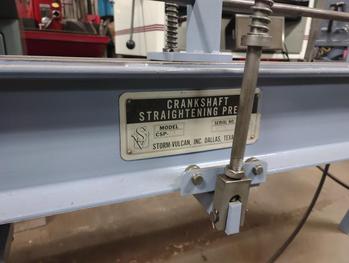 CRANKSHAFT
STRAIGHTENING PRE
MODEL SERIAL NO.
CSP-
STORM-VULCAN, INC. DALLAS, TEXA